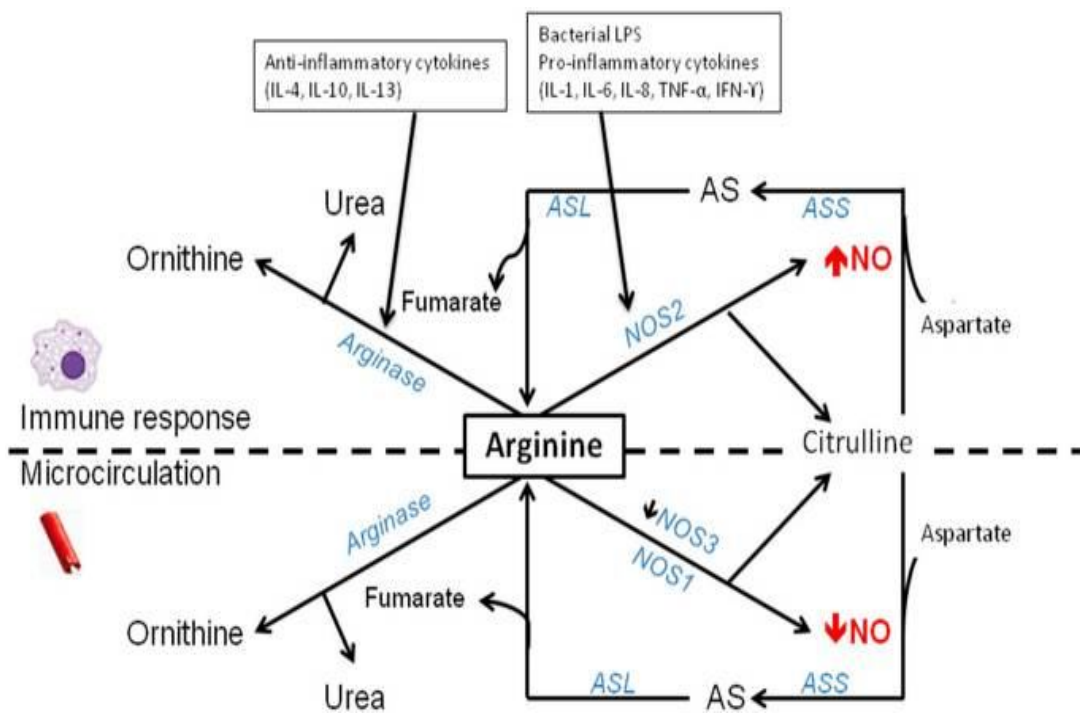 Anti-inflammatory cytokines
(IL-4, IL-10, IL-13)
Bacterial LPS
Pro-inflammatory cytokines
(IL-1, IL-6, IL-8, TNF-α, IFN-Ɣ)
Urea
ASL
AS
ASS
Ornithine
NO
Fumarate
NOS2
Aspartate
Arginase
Immune response
Arginine
Citrulline
Microcirculation
Arginase
NOS3
NOS1
Aspartate
Fumarate
Ornithine
NO
Urea
ASL
AS
ASS